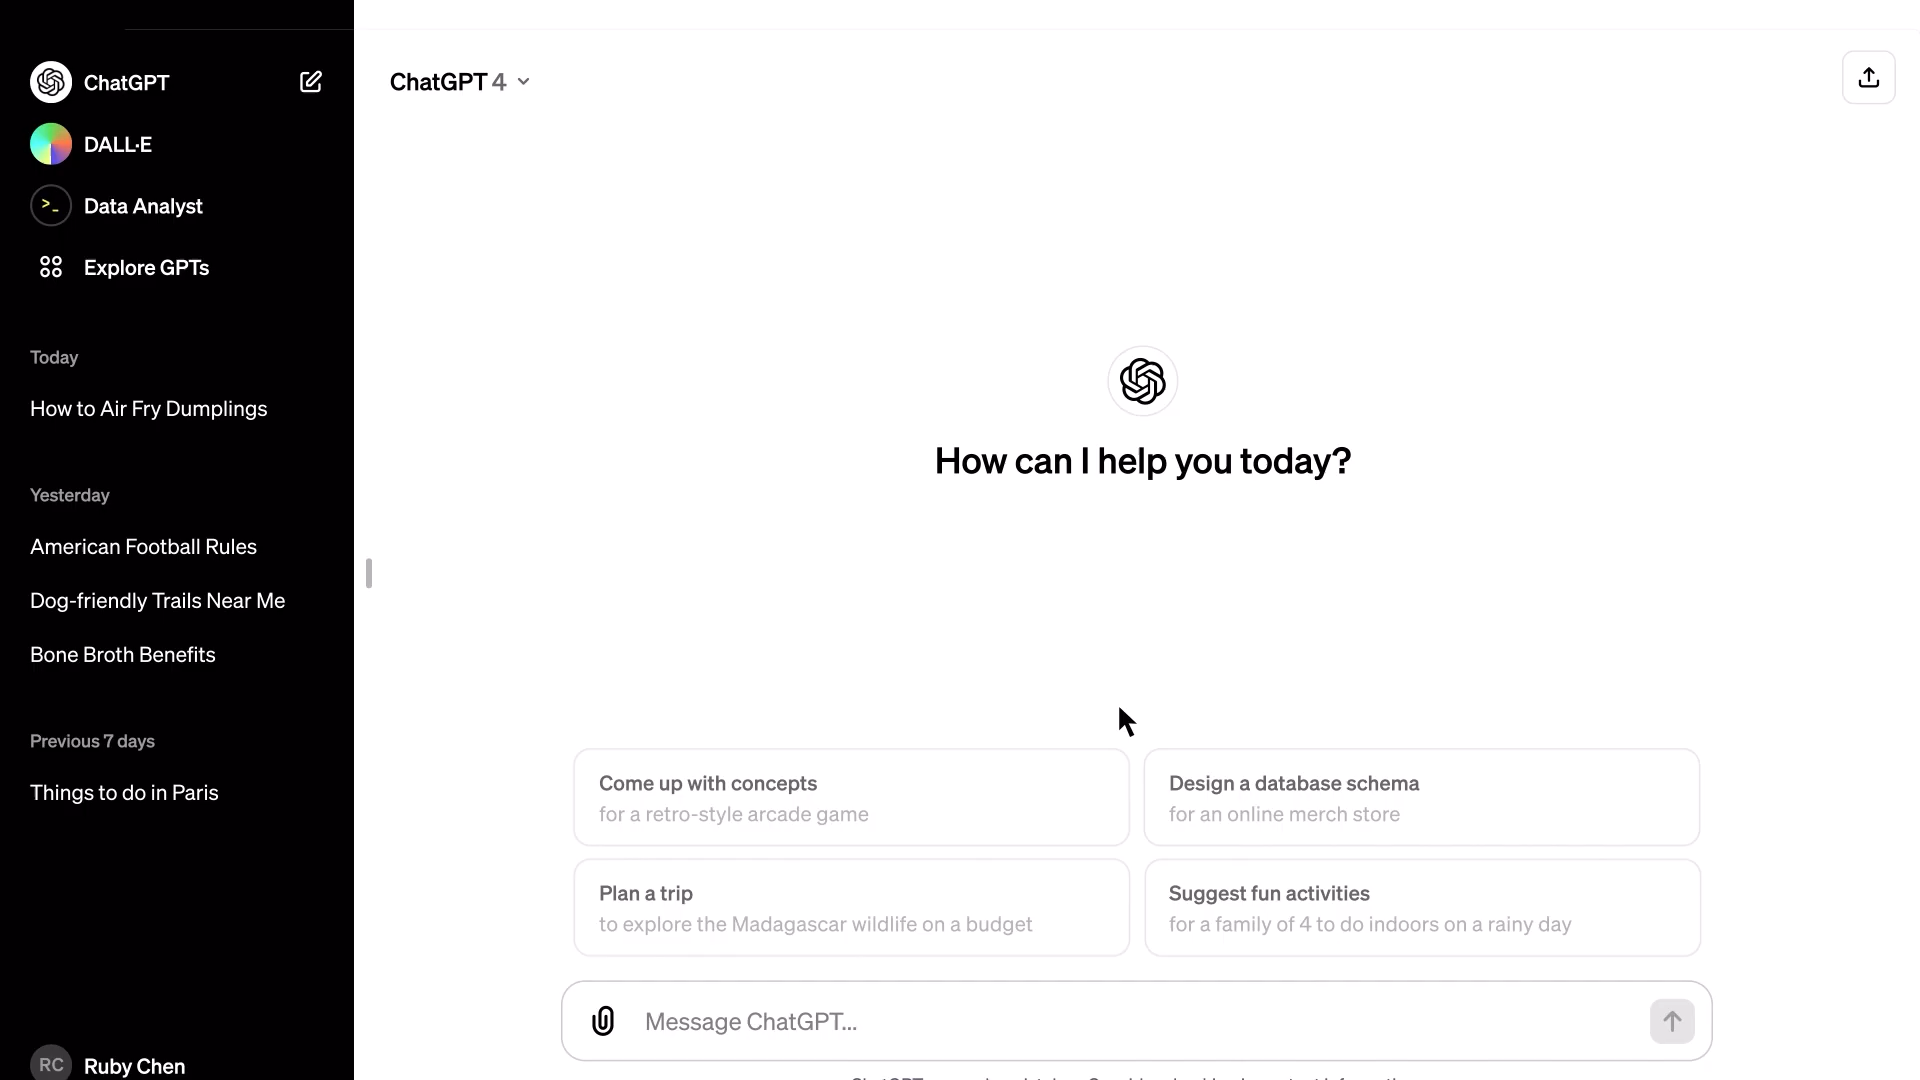 ChatGPT
DALL·E
>_
Data Analyst
Explore GPTs
Today
How to Air Fry Dumplings
Yesterday
American Football Rules
Dog-friendly Trails Near Me
Bone Broth Benefits
Previous 7 days
Things to do in Paris
RC
Ruby Chen
ChatGPT 4
How can I help you today?
Come up with concepts
for a retro-style arcade game
Design a database schema
for an online merch store
Plan a trip
to explore the Madagascar wildlife on a budget
Suggest fun activities
for a family of 4 to do indoors on a rainy day
Message ChatGPT...